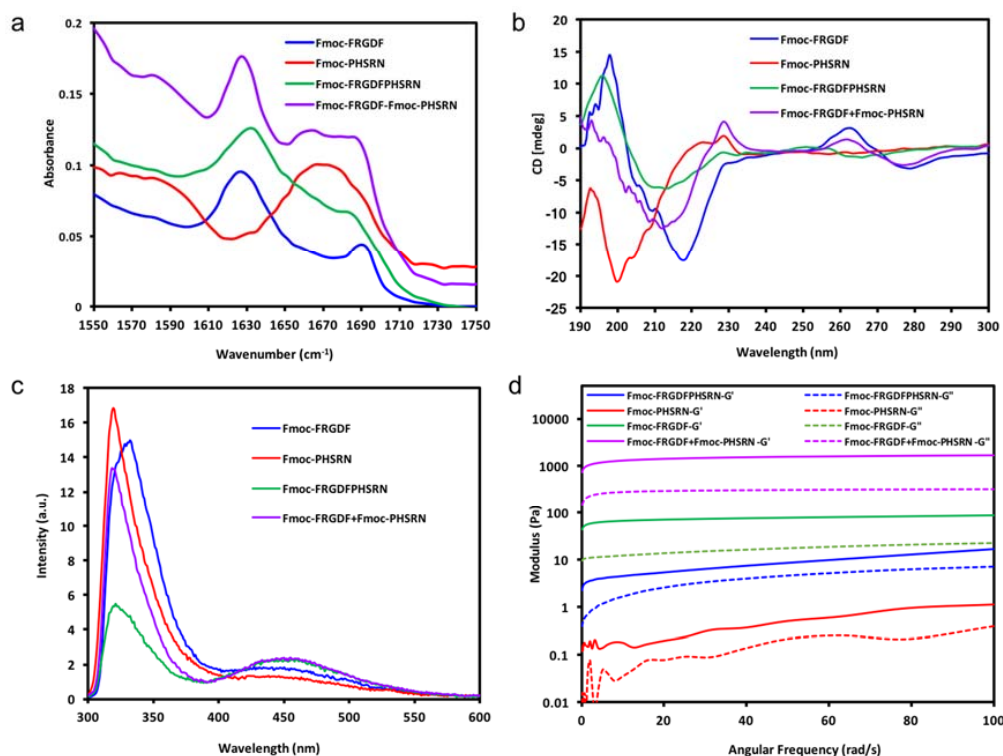 a
0.2
0.15
0.1
0.05
0
Absorbance
1550 1570 1590 1610 1630 1650 1670 1690 1710 1730 1750
Wavenumber (cm⁻¹)
Fmoc-FRGDF
Fmoc-PHSRN
Fmoc-FRGDFPHSRN
Fmoc-FRGDF-Fmoc-PHSRN
b
20
15
10
5
0
-5
-10
-15
-20
-25
CD [mdeg]
190 200 210 220 230 240 250 260 270 280 290 300
Wavelength (nm)
Fmoc-FRGDF
Fmoc-PHSRN
Fmoc-FRGDFPHSRN
Fmoc-FRGDF+Fmoc-PHSRN
c
18
16
14
12
10
8
6
4
2
0
Intensity (a.u.)
300 350 400 450 500 550 600
Wavelength (nm)
Fmoc-FRGDF
Fmoc-PHSRN
Fmoc-FRGDFPHSRN
Fmoc-FRGDF+Fmoc-PHSRN
d
Fmoc-FRGDFPHSRN-G' Fmoc-FRGDFPHSRN-G"
Fmoc-PHSRN-G' Fmoc-PHSRN-G"
Fmoc-FRGDF-G' Fmoc-FRGDF-G"
Fmoc-FRGDF+Fmoc-PHSRN -G' Fmoc-FRGDF+Fmoc-PHSRN -G"
10000
1000
100
10
1
0.1
0.01
Modulus (Pa)
0 20 40 60 80 100
Angular Frequency (rad/s)